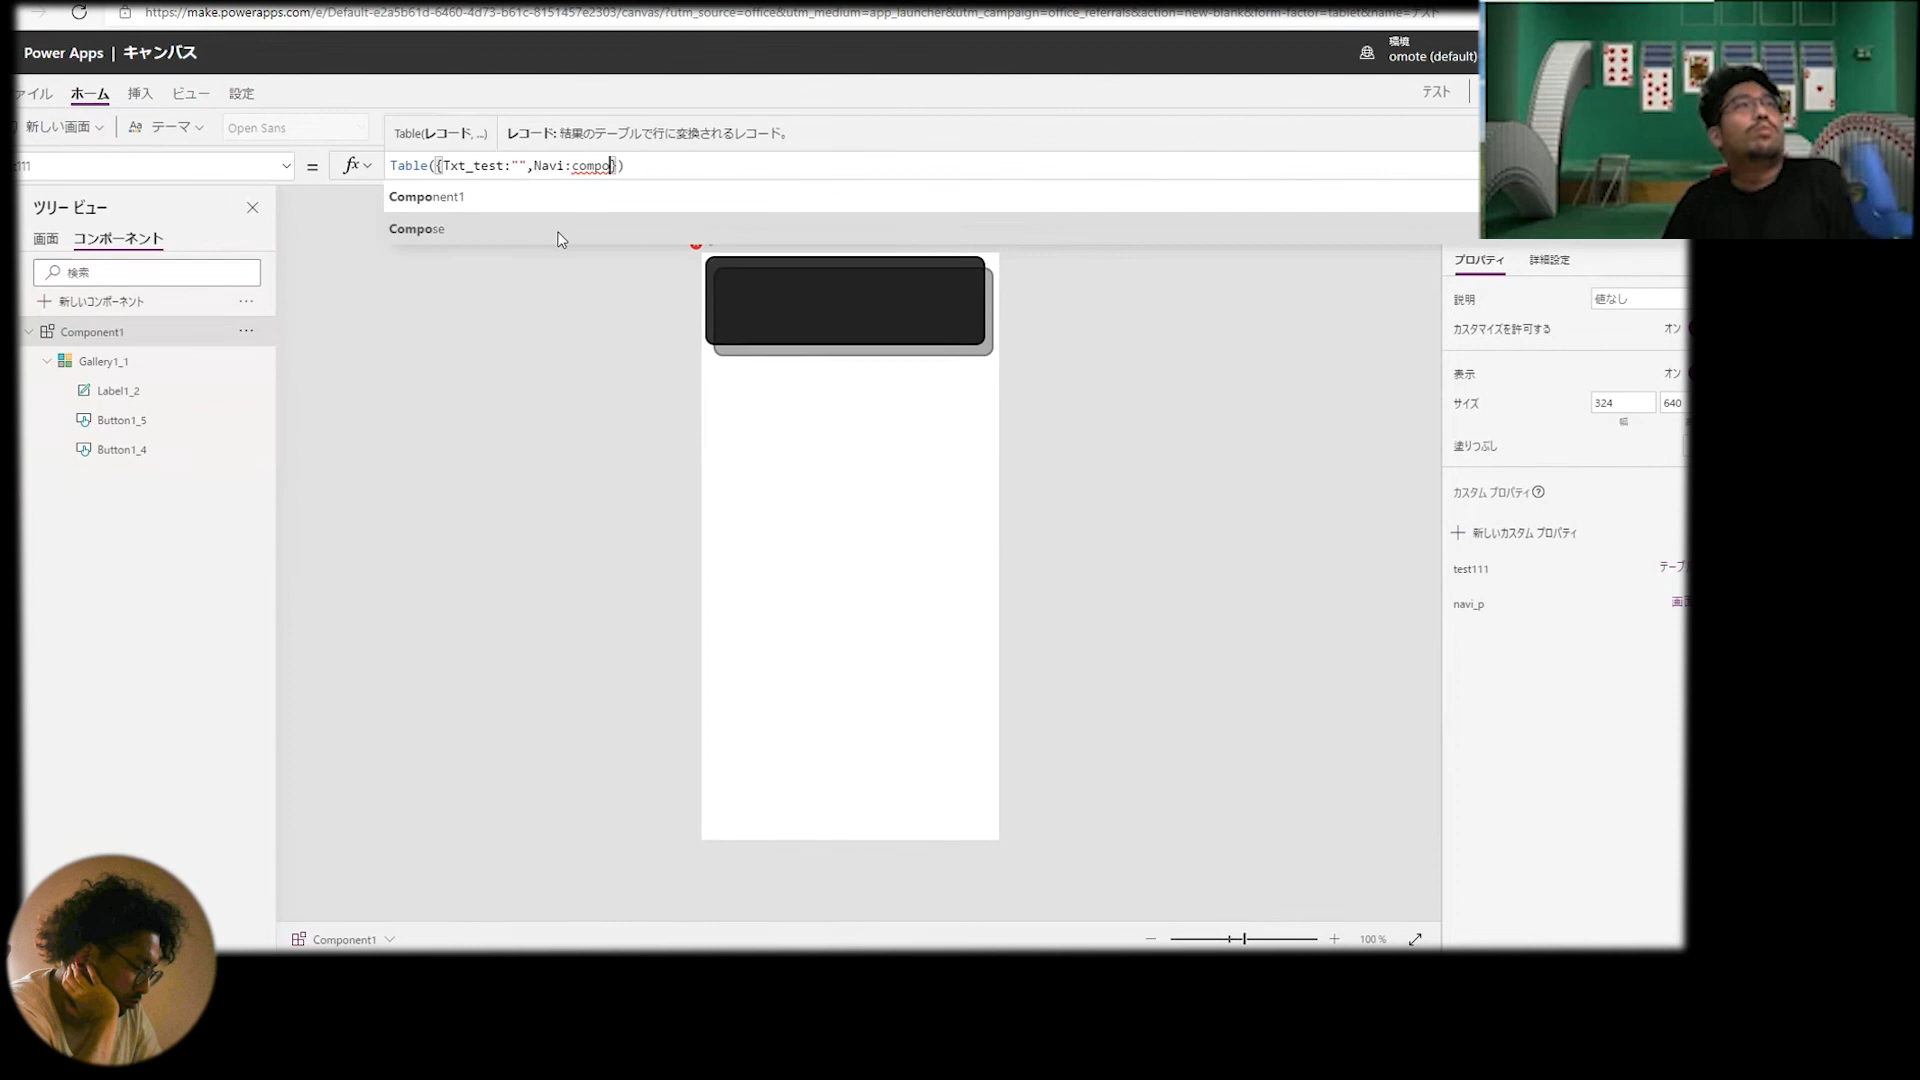 https://make.powerapps.com/e/Default-e2a5b61d-6460-4d73-b61c-8151457e2303/canvas/?utm_source=office&utm_medium=app_launcher&utm_campaign=office_referrals&action=new-blank&form-factor=tablet&name=テスト
Power Apps | キャンバス
環境
omote (default)
ァイル ホーム 挿入 ビュー 設定
テスト
新しい画面 テーマ Open Sans
Table(レコード, ...) レコード: 結果のテーブルで行に変換されるレコード。
111 = fx Table({Txt_test:"",Navi:compo})
Component1
Compose
ツリー ビュー
画面 コンポーネント
検索
新しいコンポーネント ...
Component1 ...
Gallery1_1
Label1_2
Button1_5
Button1_4
プロパティ 詳細設定
説明 値なし
カスタマイズを許可する オン
表示 オン
サイズ 324 640
幅
塗りつぶし
カスタム プロパティ
新しいカスタム プロパティ
test111 テーブ
navi_p 画面
Component1
100 %